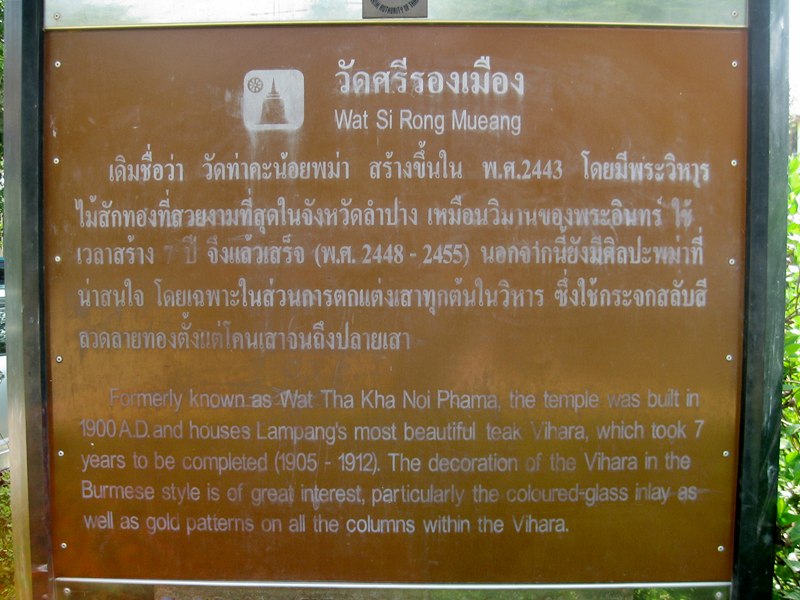 วัดศรีรองเมือง
Wat Si Rong Mueang
เดิมชื่อว่า วัดท่าคะน้อยพม่า สร้างขึ้นใน พ.ศ.2443 โดยมีพระวิหาร
ไม้สักทองที่สวยงามที่สุดในจังหวัดลำปาง เหมือนวิมานของพระอินทร์ ใช้
เวลาสร้าง 7 ปี จึงแล้วเสร็จ (พ.ศ. 2448 - 2455) นอกจากนี้ยังมีศิลปะพม่าที่
น่าสนใจ โดยเฉพาะในส่วนการตกแต่งเสาทุกต้นในวิหาร ซึ่งใช้กระจกสลับสี
ลวดลายทองตั้งแต่โคนเสาจนถึงปลายเสา
Formerly known as Wat Tha Kha Noi Phama, the temple was built in
1900 A.D. and houses Lampang's most beautiful teak Vihara, which took 7
years to be completed (1905 - 1912). The decoration of the Vihara in the
Burmese style is of great interest, particularly the coloured-glass inlay as
well as gold patterns on all the columns within the Vihara.